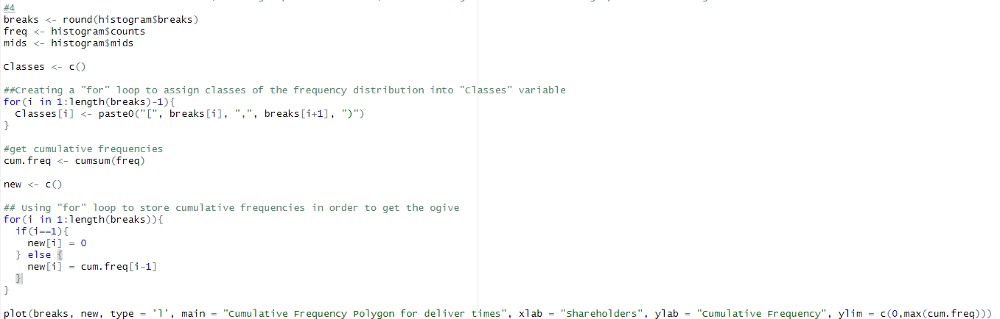 #4
breaks <- round(histogram$breaks)
freq <- histogram$counts
mids <- histogram$mids
Classes <- c()
##Creating a "for" loop to assign classes of the frequency distribution into "Classes" variable
for(i in 1:length(breaks)-1){
  Classes[i] <- paste0("[", breaks[i], ",", breaks[i+1], ")")
}
#get cumulative frequencies
cum.freq <- cumsum(freq)
new <- c()
## Using "for" loop to store cumulative frequencies in order to get the ogive
for(i in 1:length(breaks)){
  if(i==1){
    new[i] = 0
  } else {
    new[i] = cum.freq[i-1]
  }
}
plot(breaks, new, type = 'l', main = "Cumulative Frequency Polygon for deliver times", xlab = "Shareholders", ylab = "Cumulative Frequency", ylim = c(0,max(cum.freq)))